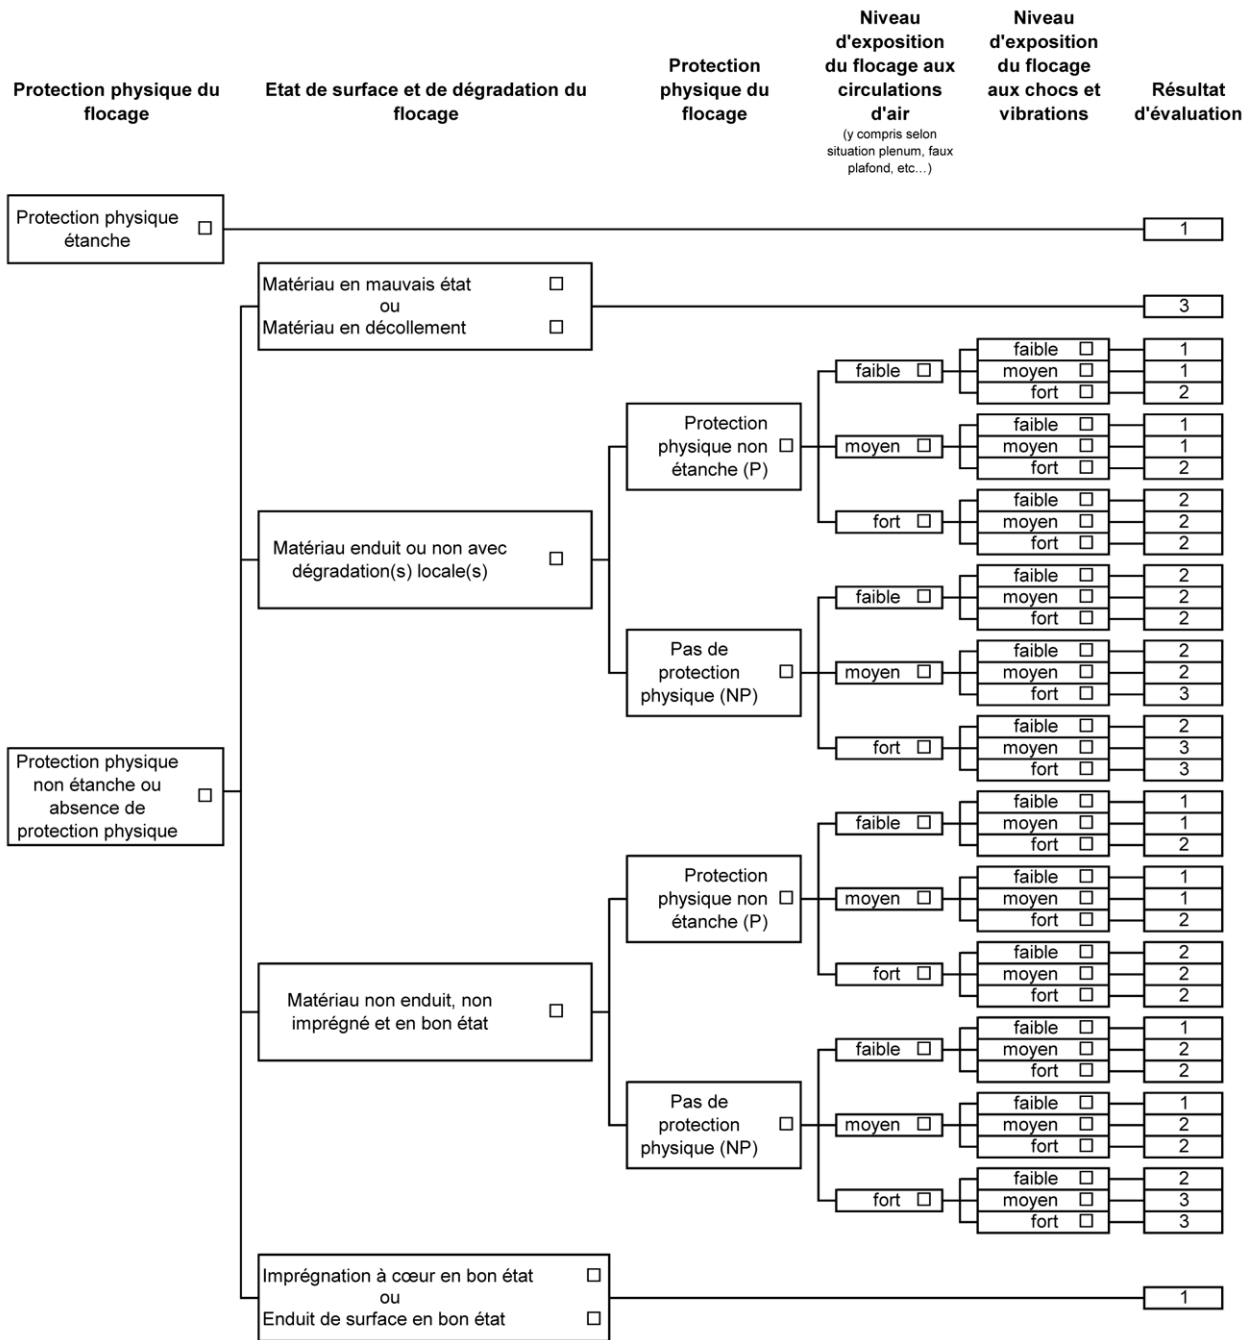 Protection physique du
flocage
Etat de surface et de dégradation du
flocage
Protection
physique du
flocage
Niveau
d'exposition
du flocage aux
circulations
d'air
(y compris selon
situation plenum, faux
plafond, etc...)
Niveau
d'exposition
du flocage
aux chocs et
vibrations
Résultat
d'évaluation
Protection physique
étanche
1
Matériau en mauvais état
ou
Matériau en décollement
3
Matériau enduit ou non avec
dégradation(s) locale(s)
Protection
physique non
étanche (P)
faible
faible 1
moyen 1
fort 2
moyen
faible 1
moyen 1
fort 2
fort
faible 2
moyen 2
fort 2
Pas de
protection
physique (NP)
faible
faible 2
moyen 2
fort 2
moyen
faible 2
moyen 2
fort 3
fort
faible 2
moyen 3
fort 3
Protection physique
non étanche ou
absence de
protection physique
Matériau non enduit, non
imprégné et en bon état
Protection
physique non
étanche (P)
faible
faible 1
moyen 1
fort 2
moyen
faible 1
moyen 1
fort 2
fort
faible 2
moyen 2
fort 2
Pas de
protection
physique (NP)
faible
faible 1
moyen 2
fort 2
moyen
faible 1
moyen 2
fort 2
fort
faible 2
moyen 3
fort 3
Imprégnation à cœur en bon état
ou
Enduit de surface en bon état
1